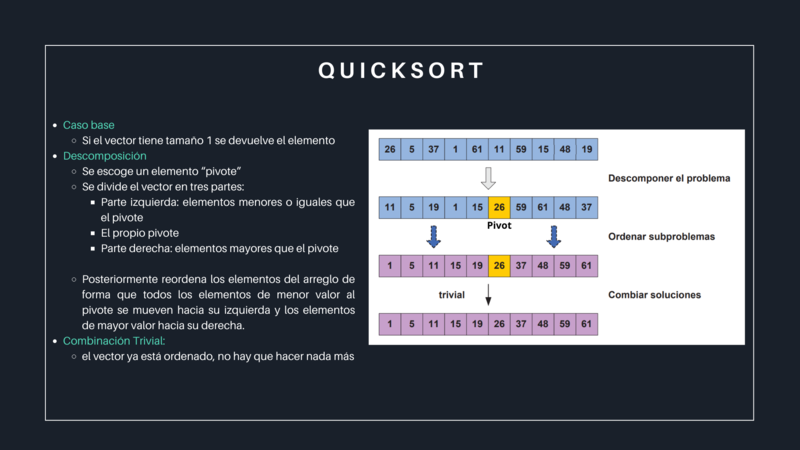 QUICKSORT
Caso base
Si el vector tiene tamaño 1 se devuelve el elemento
Descomposición
Se escoge un elemento “pivote”
Se divide el vector en tres partes:
Parte izquierda: elementos menores o iguales que
el pivote
El propio pivote
Parte derecha: elementos mayores que el pivote
Posteriormente reordena los elementos del arreglo de
forma que todos los elementos de menor valor al
pivote se mueven hacia su izquierda y los elementos
de mayor valor hacia su derecha.
Combinación Trivial:
el vector ya está ordenado, no hay que hacer nada más
26 5 37 1 61 11 59 15 48 19
Descomponer el problema
11 5 19 1 15 26 59 61 48 37
Pivot
Ordenar subproblemas
1 5 11 15 19 26 37 48 59 61
trivial
Combiar soluciones
1 5 11 15 19 26 37 48 59 61